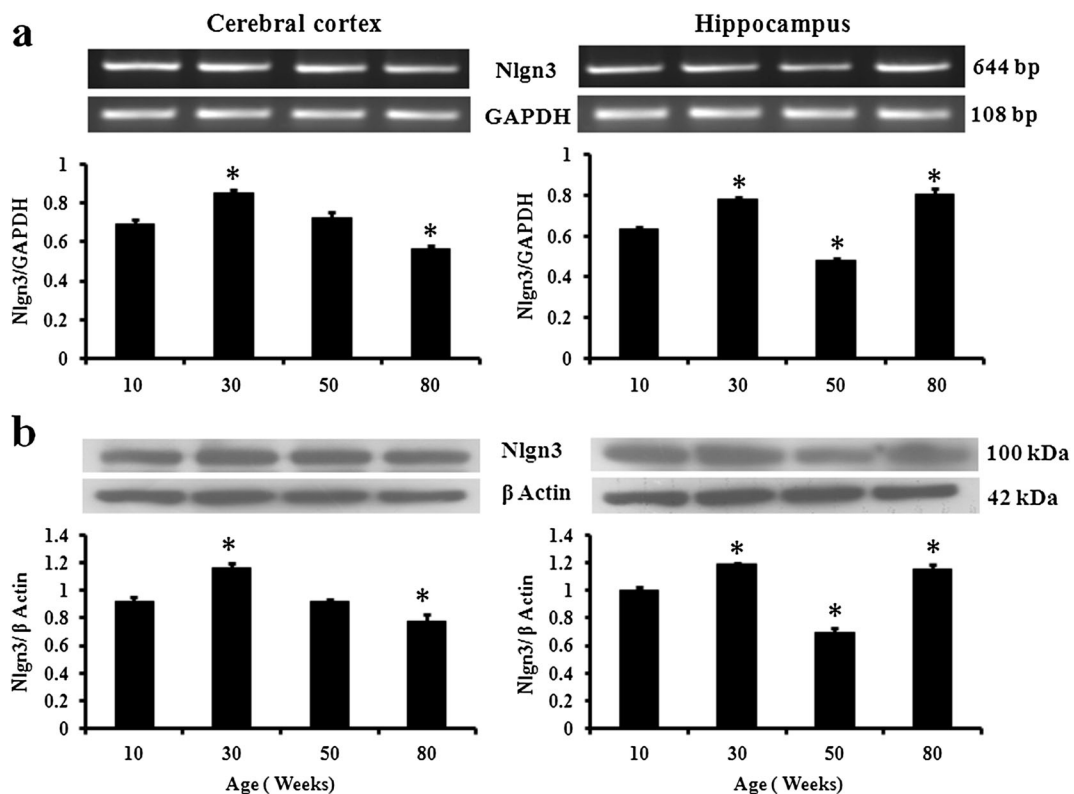 a
Cerebral cortex
Hippocampus
Nlgn3
644 bp
GAPDH
108 bp
Nlgn3/GAPDH
1
0.8
0.6
0.4
0.2
0
*
*
10 30 50 80
Nlgn3/GAPDH
1
0.8
0.6
0.4
0.2
0
*
*
*
10 30 50 80
b
Nlgn3
100 kDa
β Actin
42 kDa
Nlgn3/ β Actin
1.4
1.2
1
0.8
0.6
0.4
0.2
0
*
*
10 30 50 80
Age ( Weeks)
Nlgn3/ β Actin
1.4
1.2
1
0.8
0.6
0.4
0.2
0
*
*
*
10 30 50 80
Age ( Weeks)